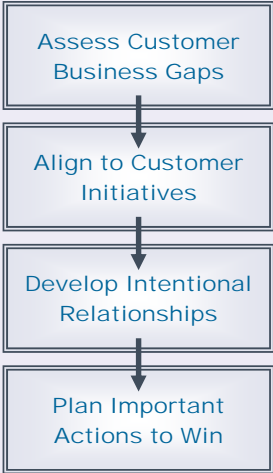 Assess Customer
Business Gaps
Align to Customer
Initiatives
Develop Intentional
Relationships
Plan Important
Actions to Win